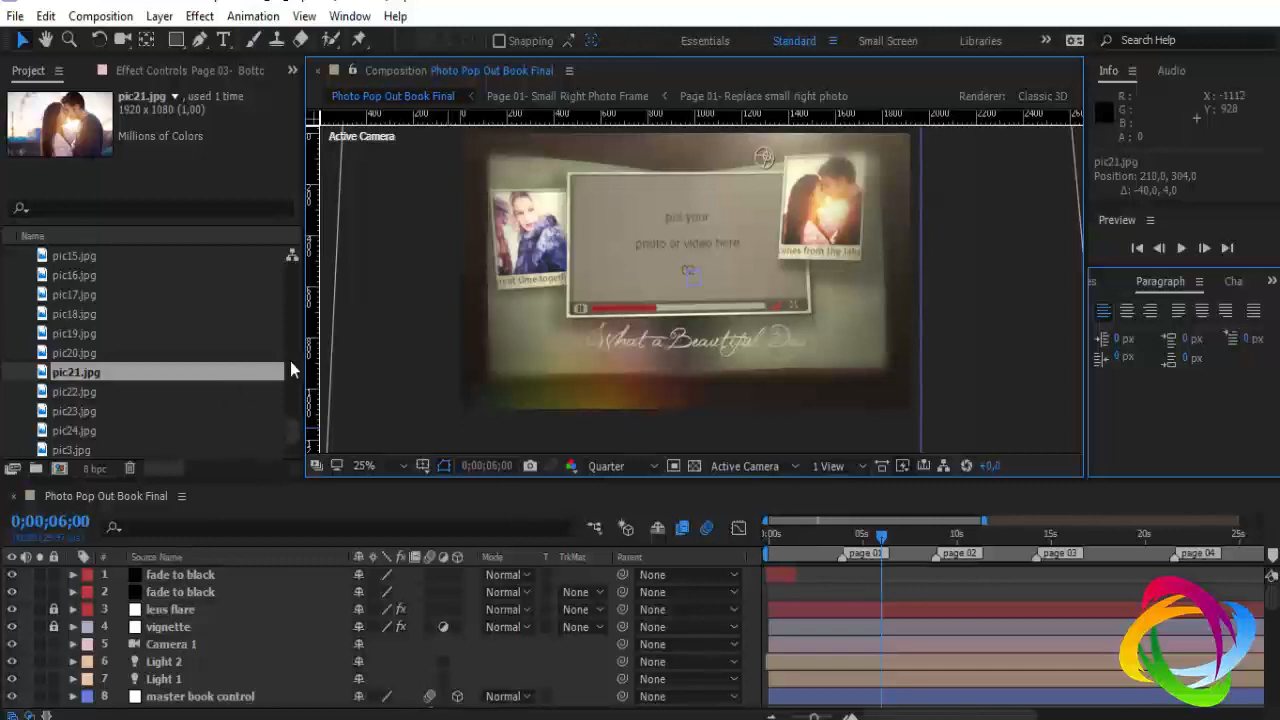 File Edit Composition Layer Effect Animation View Window Help
Snapping Essentials Standard Small Screen Libraries Search Help
Project Effect Controls Page 03- Bottc Composition Photo Pop Out Book Final Info Audio
pic21.jpg , used 1 time
1920 x 1080 (1,00)
Millions of Colors
Photo Pop Out Book Final Page 01- Small Right Photo Frame Page 01- Replace small right photo Renderer: Classic 3D
Active Camera
R :
G :
B :
A : 0
X : -1112
Y : 928
pic21.jpg
Position: 210,0, 304,0
Δ: -40,0, 4,0
Preview
Paragraph Cha
0 px 0 px 0 px
0 px 0 px
Name
pic15.jpg
pic16.jpg
pic17.jpg
pic18.jpg
pic19.jpg
pic20.jpg
pic21.jpg
pic22.jpg
pic23.jpg
pic24.jpg
pic3.jpg
8 bpc
put your
photo or video here
What a Beautiful
25% 0;00;06;00 Quarter Active Camera 1 View +0,0
Photo Pop Out Book Final
0;00;06;00
05s 10s 15s 20s 25s
page 01 page 02 page 03 page 04
# Source Name Mode T TrkMat Parent
1 fade to black Normal None
2 fade to black Normal None None
3 lens flare Normal None None
4 vignette Normal None None
5 Camera 1 None
6 Light 2 None
7 Light 1 None
8 master book control Normal None